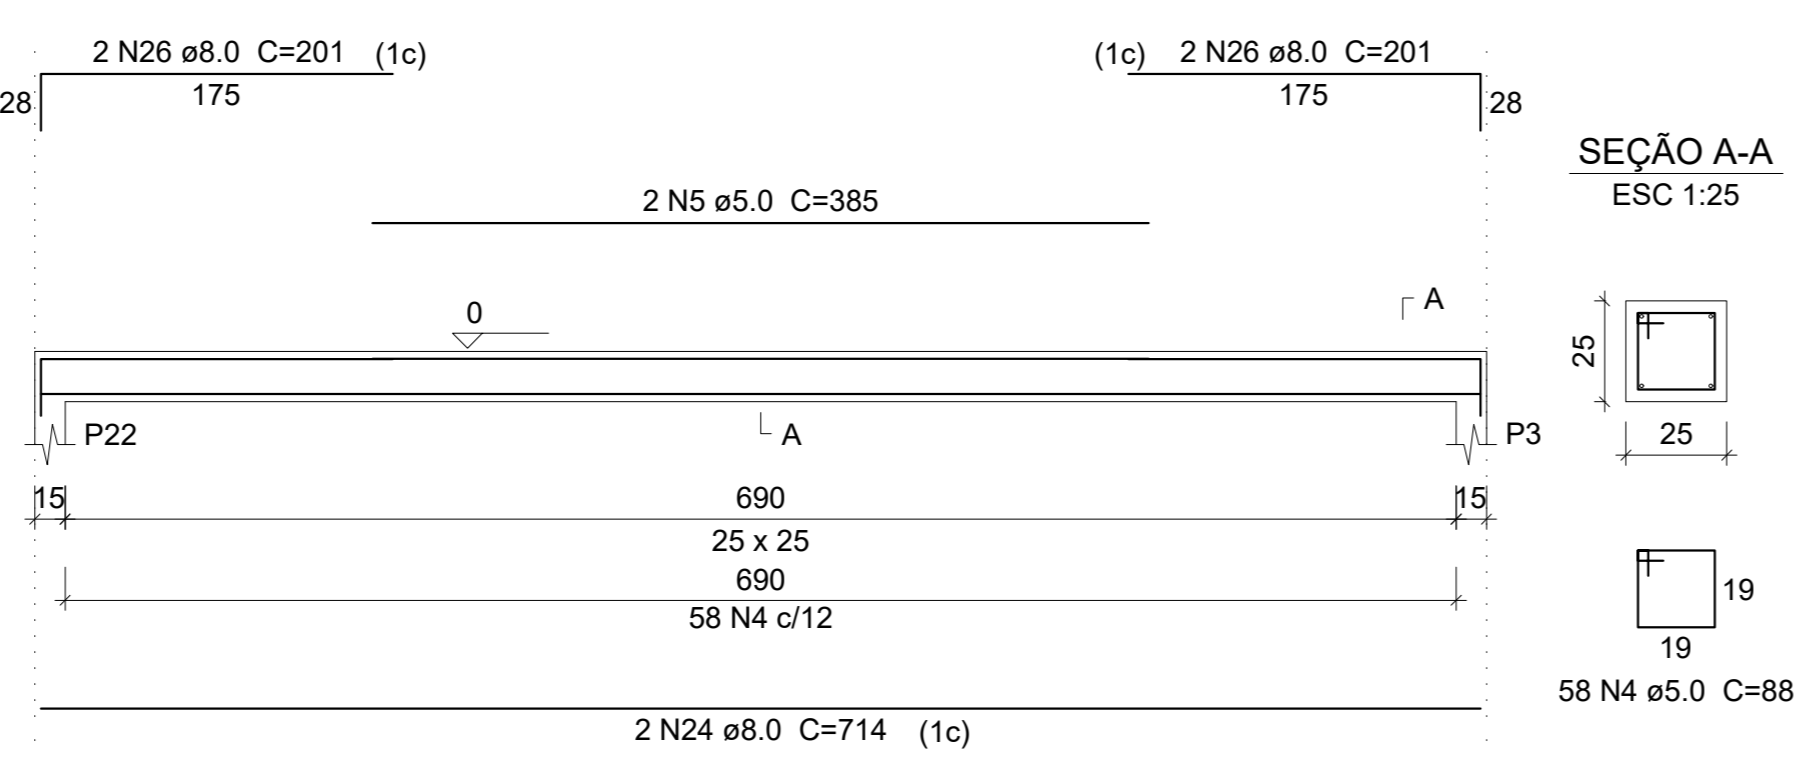 2 N26 ø8.0 C=201 (1c)
175
28
(1c) 2 N26 ø8.0 C=201
175
28
2 N5 ø5.0 C=385
SEÇÃO A-A
ESC 1:25
0
A
A
P22
P3
25
25
15
690
15
25 x 25
690
58 N4 c/12
19
19
58 N4 ø5.0 C=88
2 N24 ø8.0 C=714 (1c)